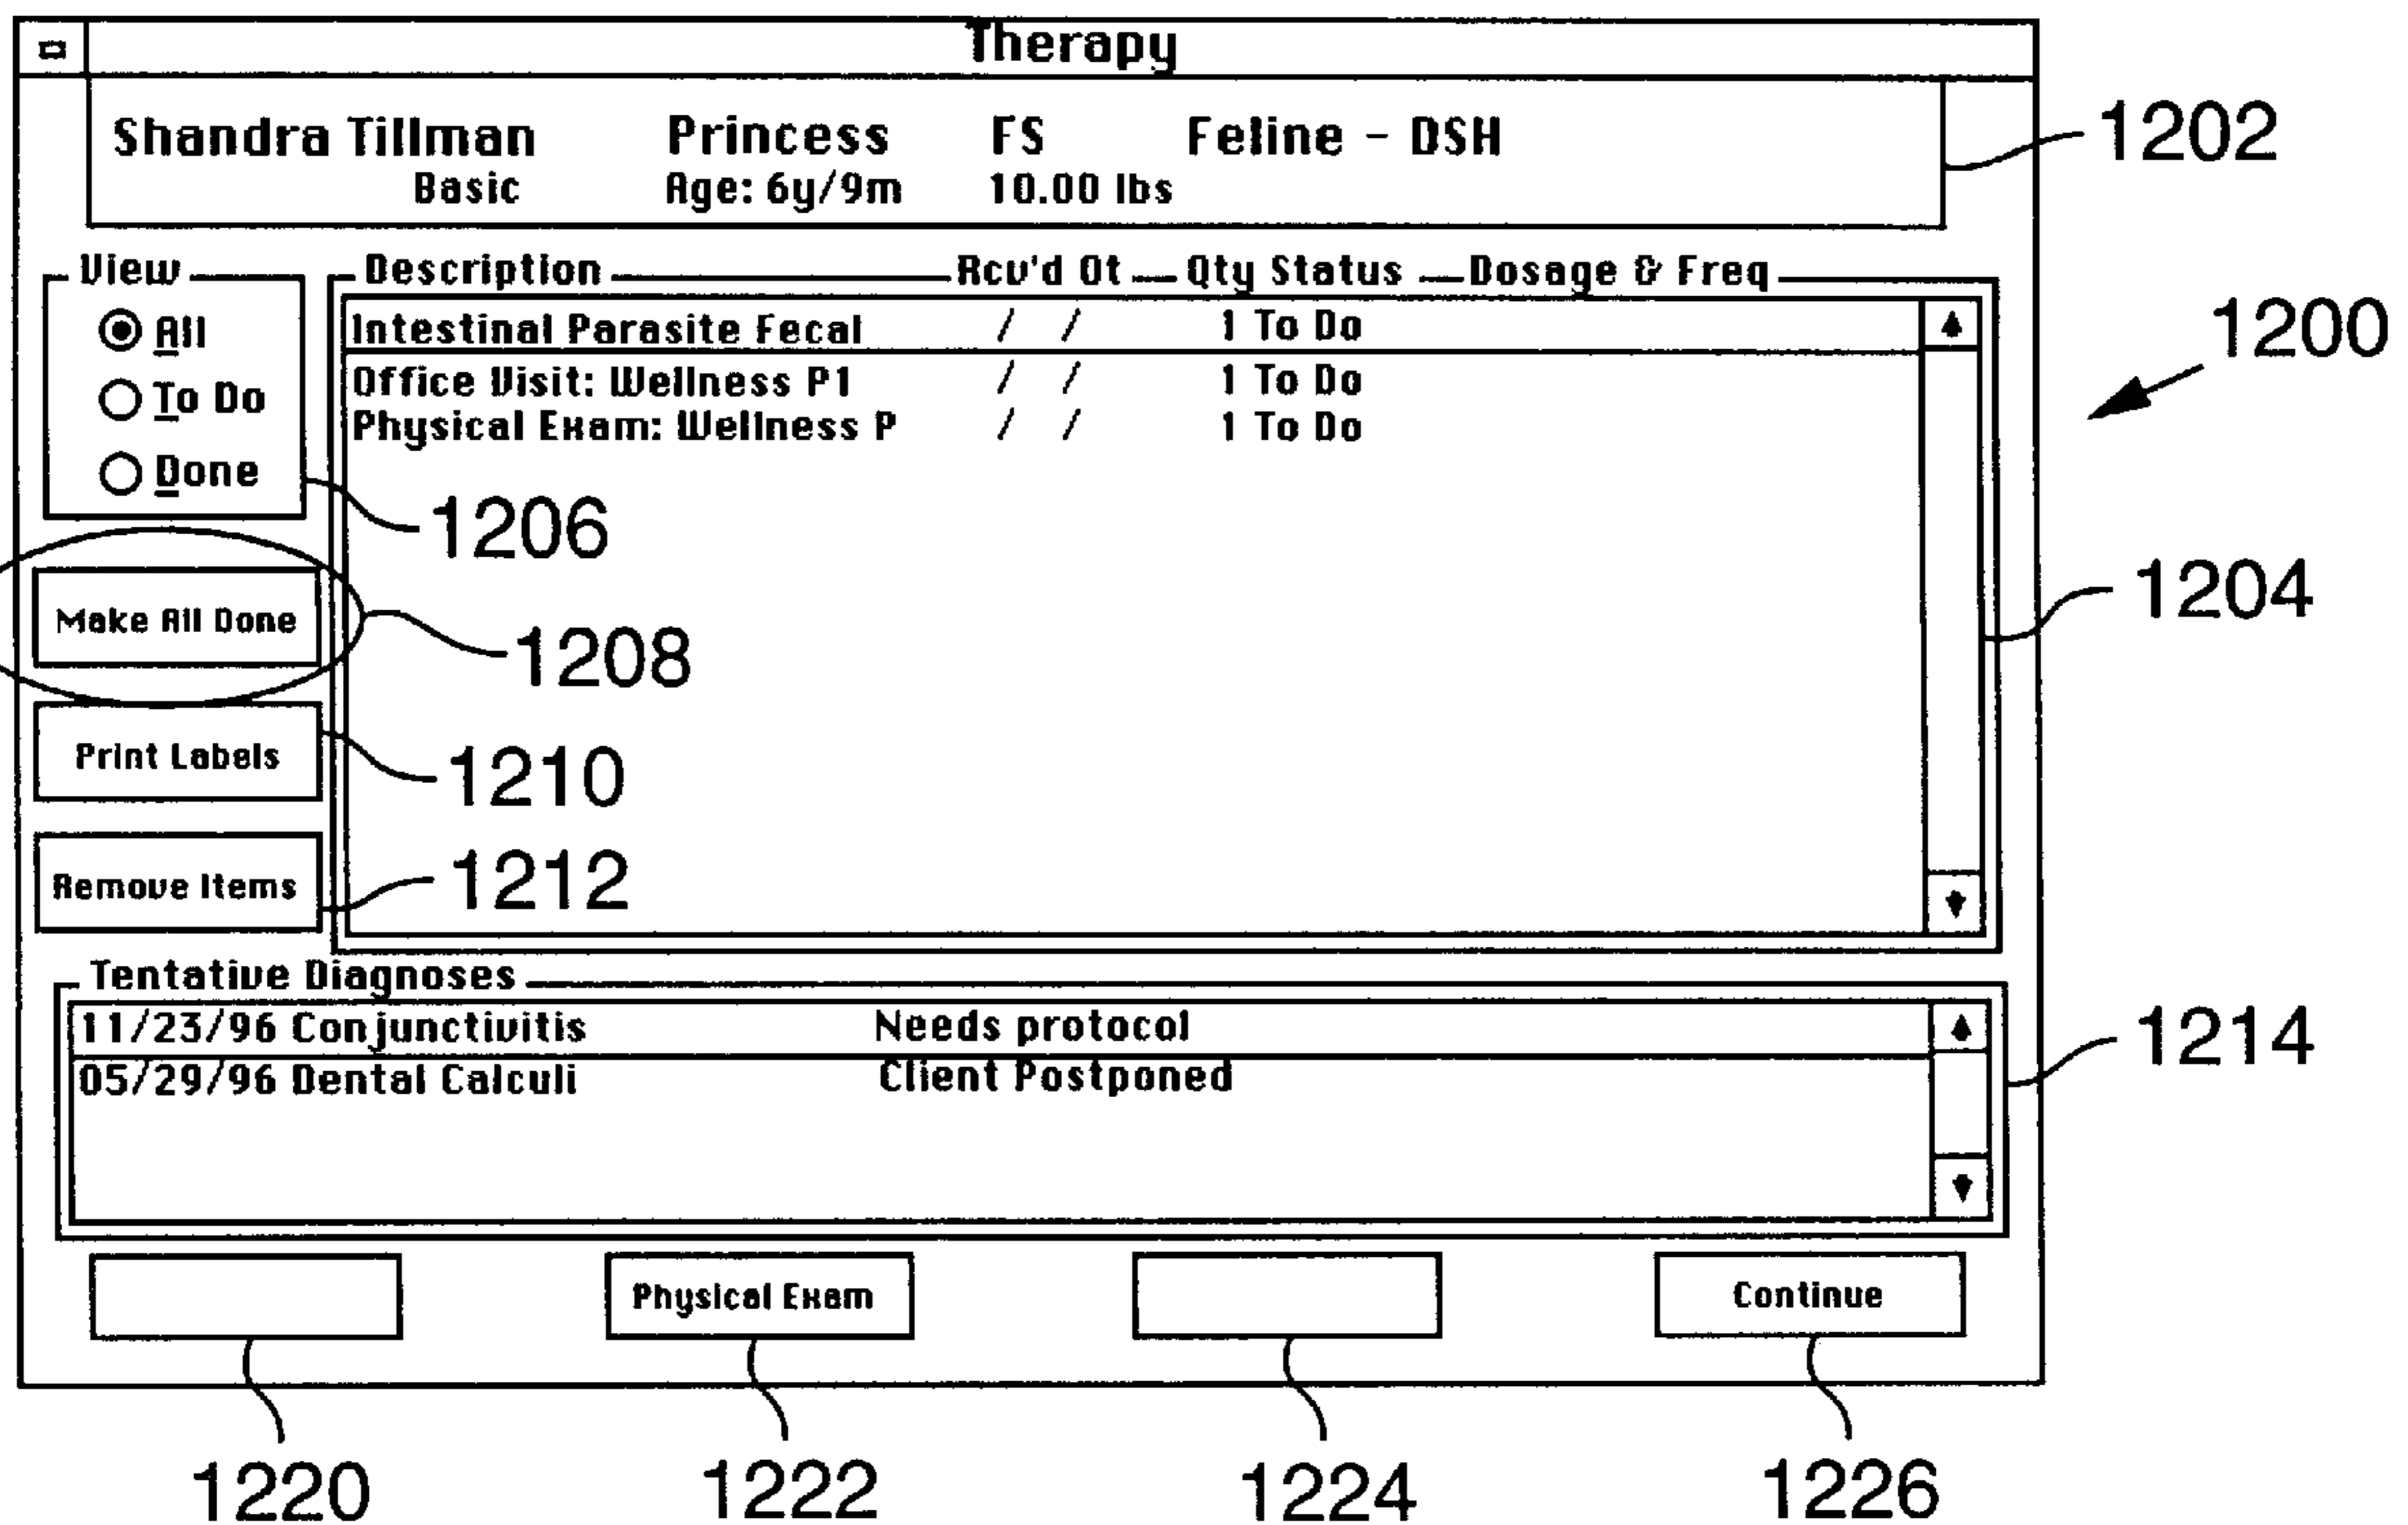 Therapy
Shandra Tillman Princess FS Feline - DSH
Basic Age: 6y/9m 10.00 lbs
1202
View
All
To Do
Done
Description Rcv'd Ot Qty Status Dosage & Freq
Intestinal Parasite Fecal / / 1 To Do
Office Visit: Wellness P1 / / 1 To Do
Physical Exam: Wellness P / / 1 To Do
1200
1206
1204
Make All Done
1208
Print Labels
1210
Remove Items
1212
Tentative Diagnoses
11/23/96 Conjunctivitis Needs protocol
05/29/96 Dental Calculi Client Postponed
1214
Physical Exam Continue
1220 1222 1224 1226